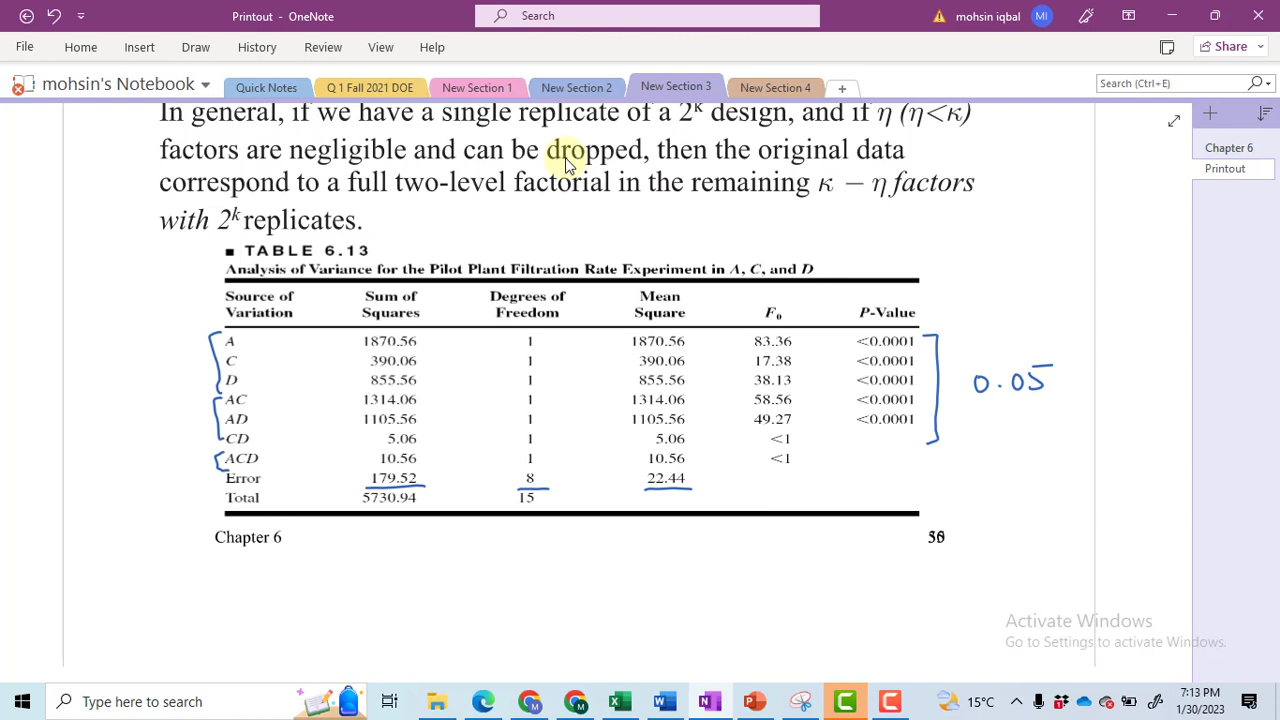 Printout - OneNote
Search
mohsin iqbal
MI
File Home Insert Draw History Review View Help
Share
mohsin's Notebook
Quick Notes
Q 1 Fall 2021 DOE
New Section 1
New Section 2
New Section 3
New Section 4
Search (Ctrl+E)
Chapter 6
Printout
In general, if we have a single replicate of a 2ᵏ design, and if η (η<κ)
factors are negligible and can be dropped, then the original data
correspond to a full two-level factorial in the remaining κ − η factors
with 2ᵏ replicates.
■ TABLE 6.13
Analysis of Variance for the Pilot Plant Filtration Rate Experiment in A, C, and D
Source of Variation Sum of Squares Degrees of Freedom Mean Square F₀ P-Value
A 1870.56 1 1870.56 83.36 <0.0001
C 390.06 1 390.06 17.38 <0.0001
D 855.56 1 855.56 38.13 <0.0001
0.05
AC 1314.06 1 1314.06 58.56 <0.0001
AD 1105.56 1 1105.56 49.27 <0.0001
CD 5.06 1 5.06 <1
ACD 10.56 1 10.56 <1
Error 179.52 8 22.44
Total 5730.94 15
Chapter 6
Activate Windows
Go to Settings to activate Windows.
Type here to search
15°C
7:13 PM
1/30/2023